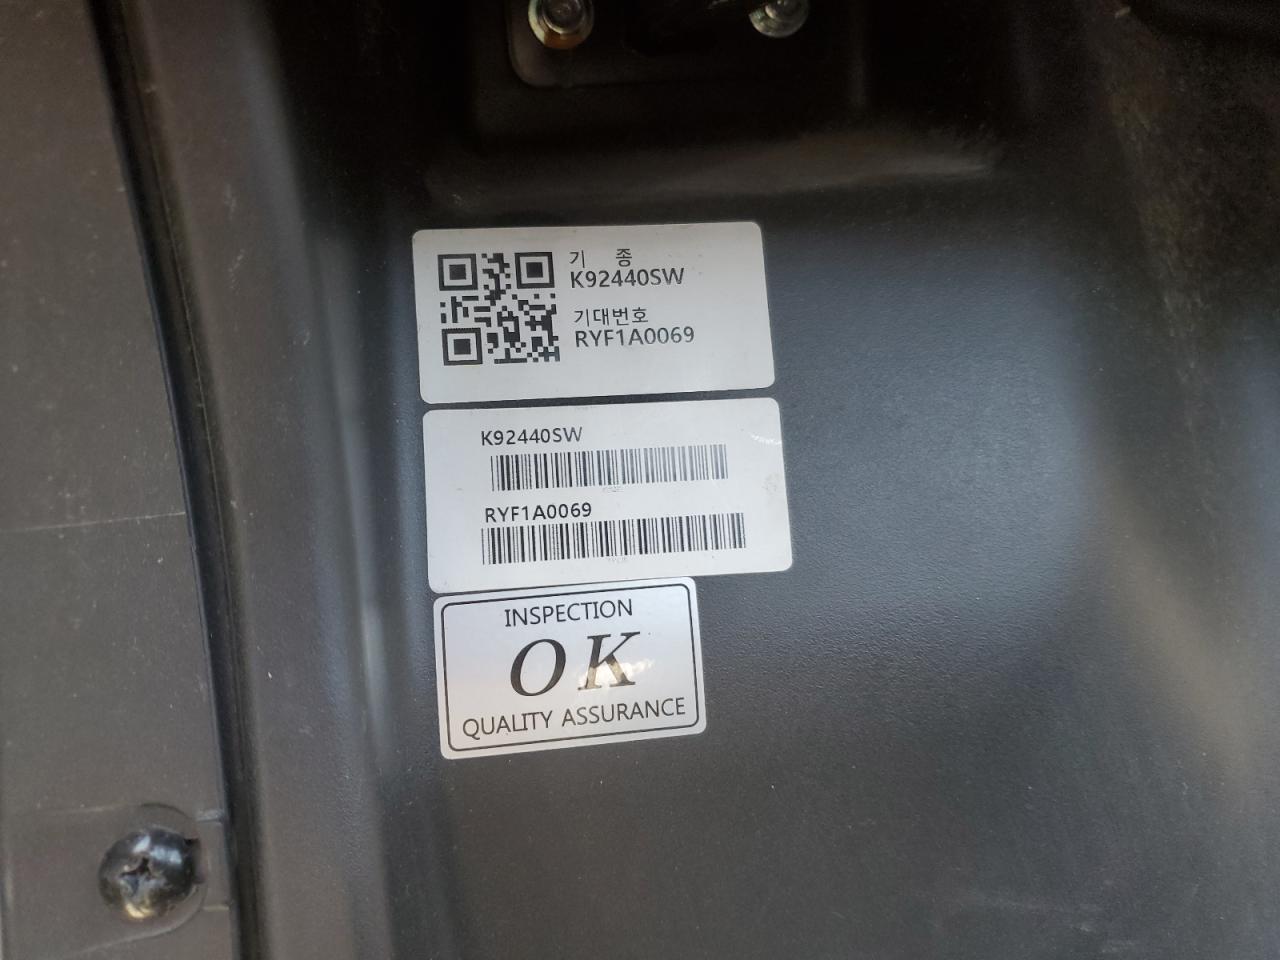 기 종
K92440SW
기대번호
RYF1A0069
K92440SW
RYF1A0069
INSPECTION
OK
QUALITY ASSURANCE